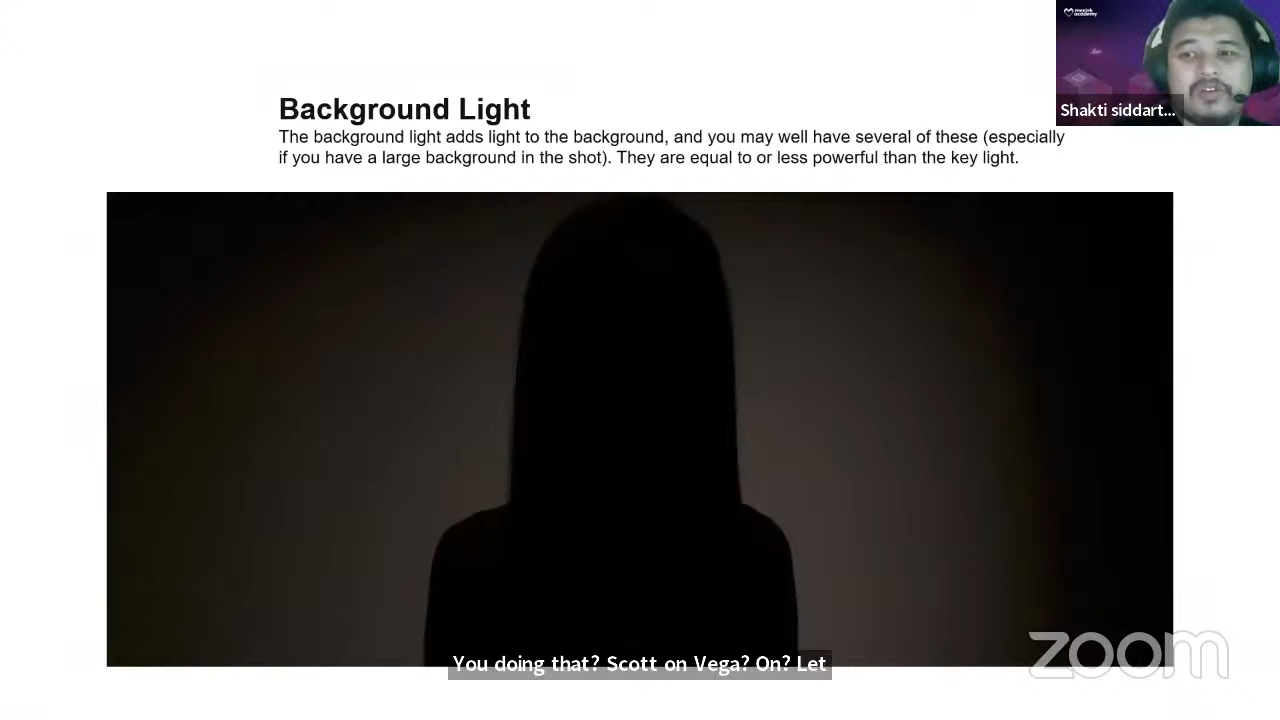 mezink
academy
Shakti siddart...
Background Light
The background light adds light to the background, and you may well have several of these (especially
if you have a large background in the shot). They are equal to or less powerful than the key light.
zoom
You doing that? Scott on Vega? On? Let